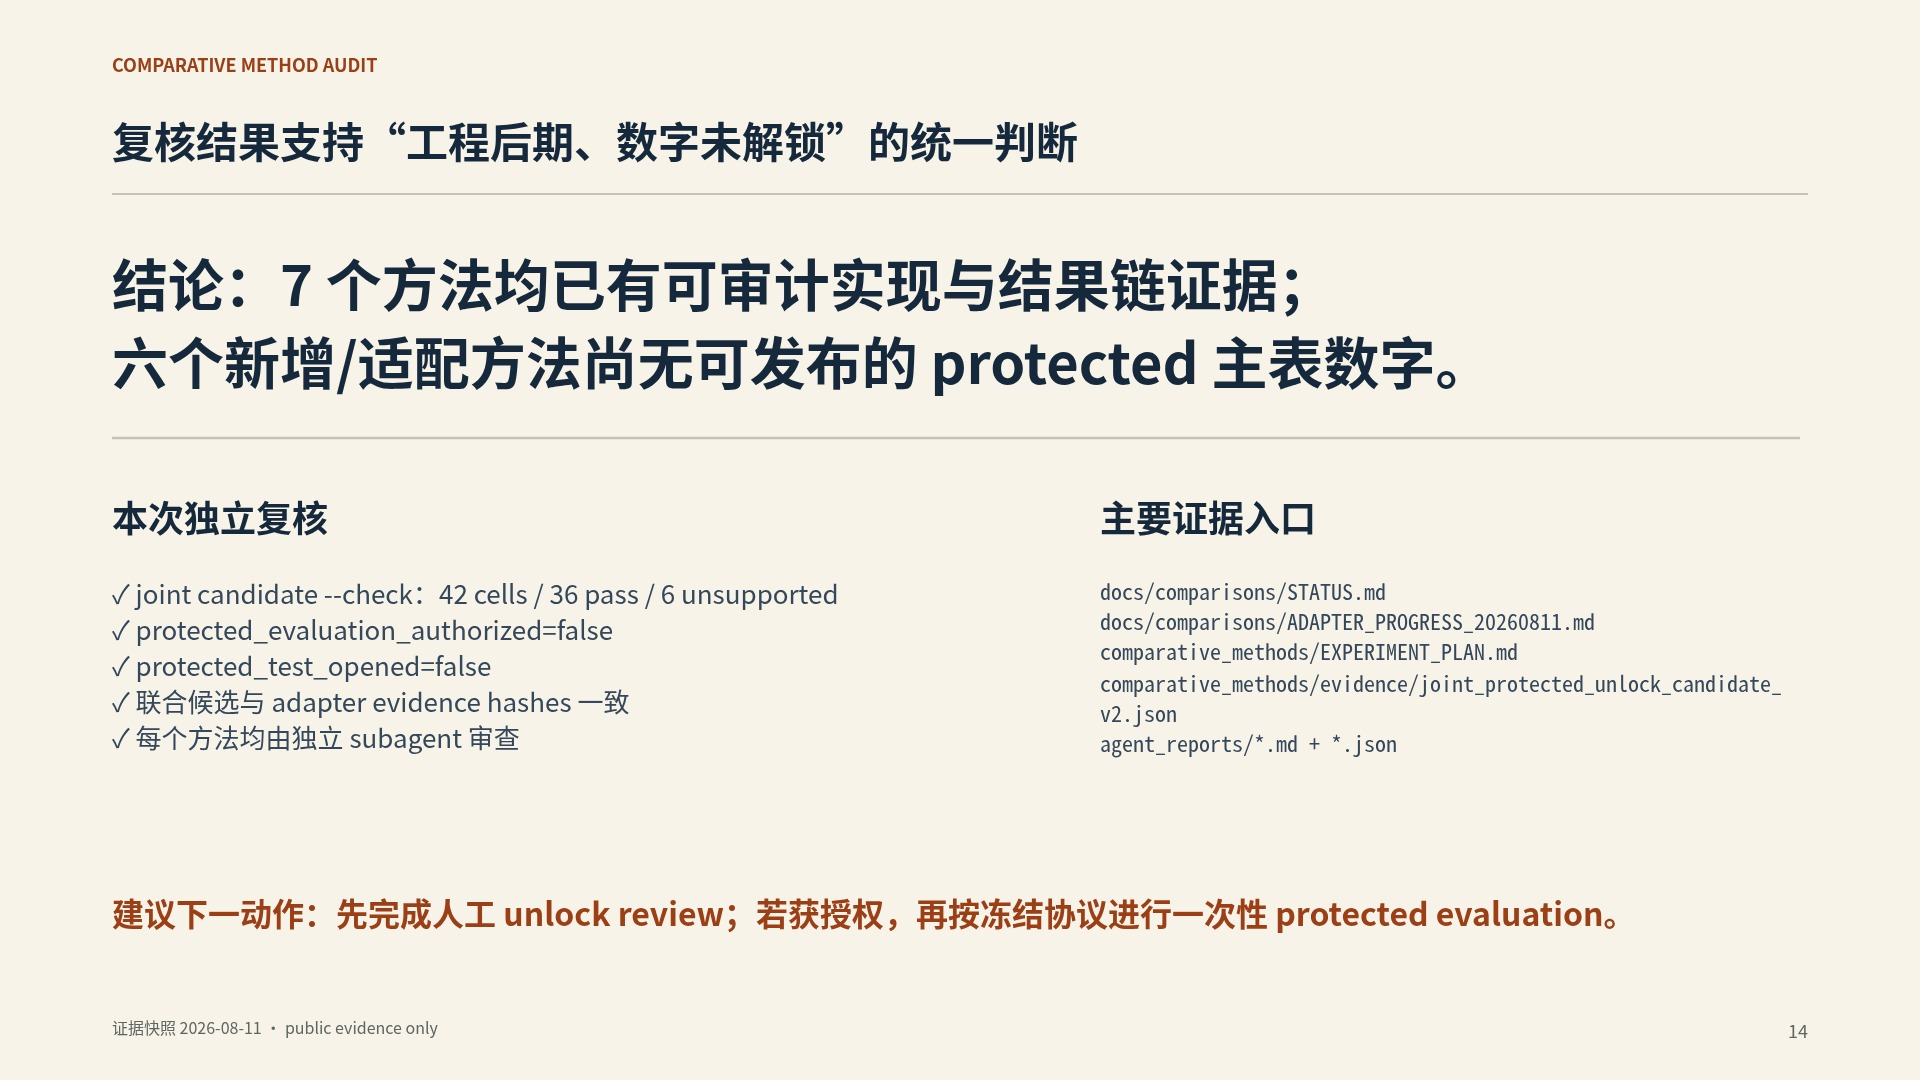 COMPARATIVE METHOD AUDIT
复核结果支持“工程后期、数字未解锁”的统一判断
结论：7 个方法均已有可审计实现与结果链证据；
六个新增/适配方法尚无可发布的 protected 主表数字。
本次独立复核
✓ joint candidate --check：42 cells / 36 pass / 6 unsupported
✓ protected_evaluation_authorized=false
✓ protected_test_opened=false
✓ 联合候选与 adapter evidence hashes 一致
✓ 每个方法均由独立 subagent 审查
主要证据入口
docs/comparisons/STATUS.md
docs/comparisons/ADAPTER_PROGRESS_20260811.md
comparative_methods/EXPERIMENT_PLAN.md
comparative_methods/evidence/joint_protected_unlock_candidate_
v2.json
agent_reports/*.md + *.json
建议下一动作：先完成人工 unlock review；若获授权，再按冻结协议进行一次性 protected evaluation。
证据快照 2026-08-11 · public evidence only
14